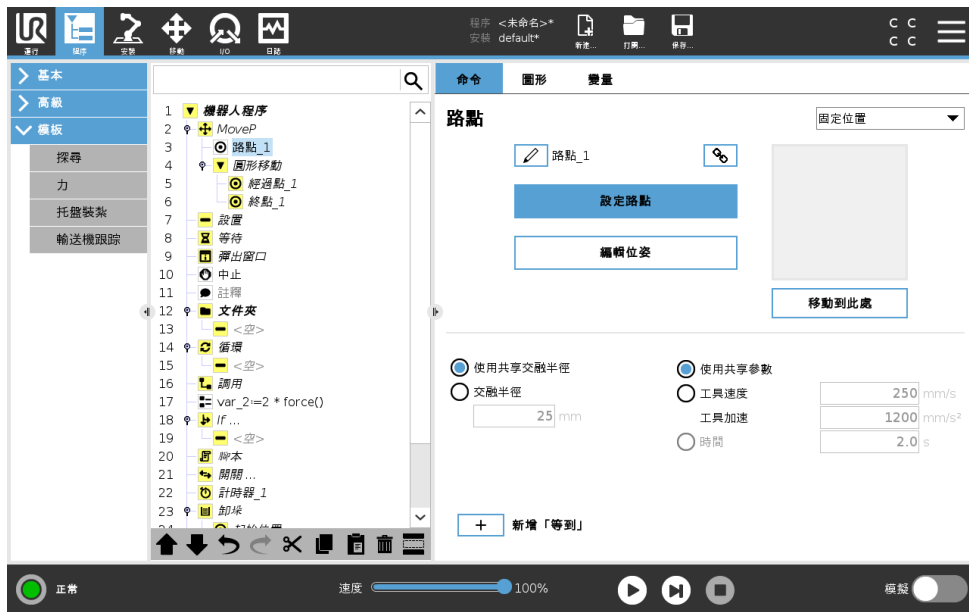 程序 <未命名>*
安裝 default*
運行 程序 安裝 移動 I/O 日誌 新建... 打開... 保存...
C C
C C
基本
高級
模板
探尋
力
托盤裝紮
輸送機跟踪
1 機器人程序
2 MoveP
3 路點_1
4 圓形移動
5 經過點_1
6 終點_1
7 設置
8 等待
9 彈出窗口
10 中止
11 註釋
12 文件夾
13 <空>
14 循環
15 <空>
16 調用
17 var_2:=2 * force()
18 If ...
19 <空>
20 腳本
21 開關 ...
22 計時器_1
23 卸垛
24 起始位置
命令 圖形 變量
路點
固定位置
路點_1
設定路點
編輯位姿
移動到此處
使用共享交融半徑
交融半徑
25 mm
使用共享參數
工具速度 250 mm/s
工具加速 1200 mm/s²
時間 2.0 s
+ 新增「等到」
正常
速度 100%
模擬